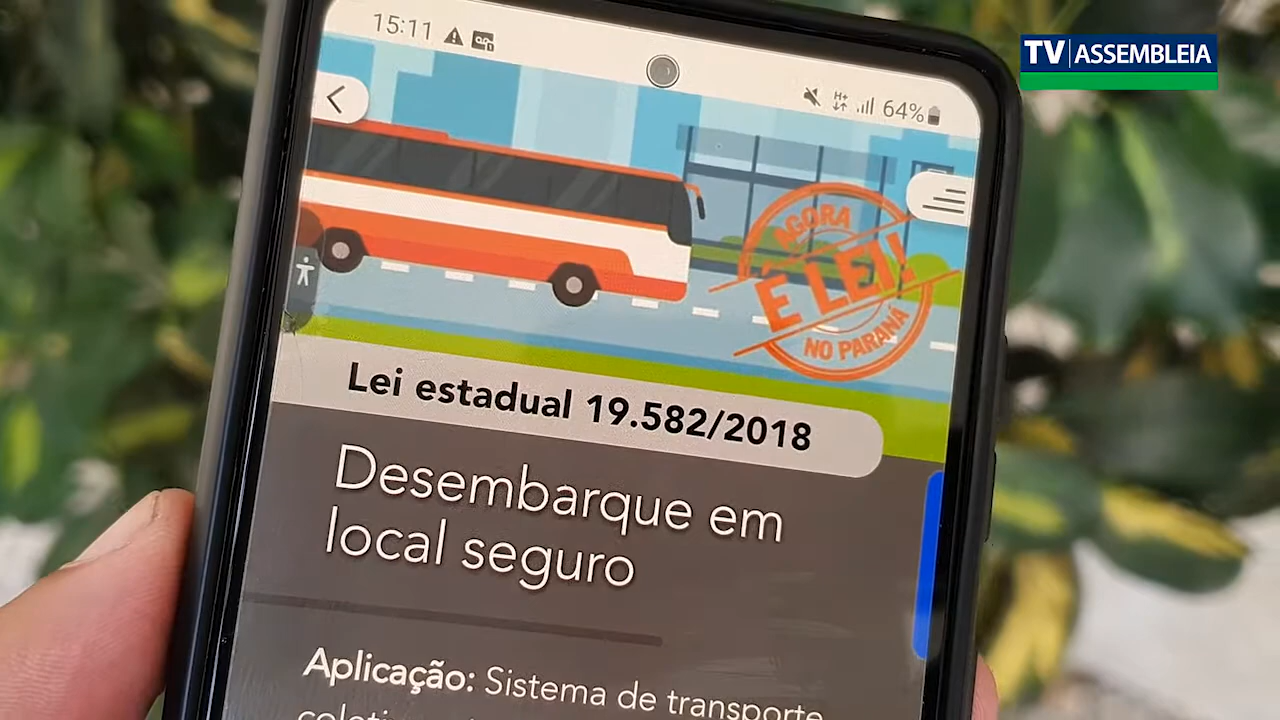 TV ASSEMBLEIA
15:11
H+ 64%
AGORA
É LEI!
NO PARANÁ
Lei estadual 19.582/2018
Desembarque em
local seguro
Aplicação: Sistema de transporte